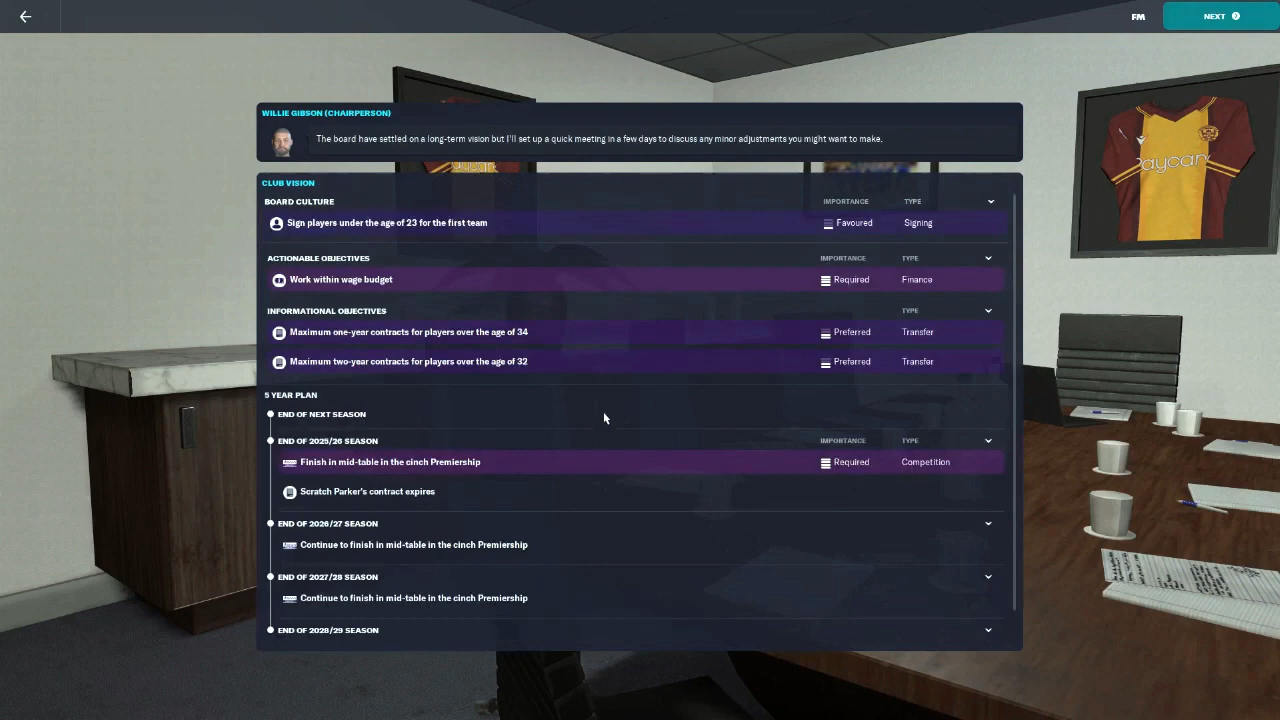 FM
NEXT
WILLIE GIBSON (CHAIRPERSON)
The board have settled on a long-term vision but I'll set up a quick meeting in a few days to discuss any minor adjustments you might want to make.
CLUB VISION
BOARD CULTURE IMPORTANCE TYPE
Sign players under the age of 23 for the first team Favoured Signing
ACTIONABLE OBJECTIVES IMPORTANCE TYPE
Work within wage budget Required Finance
INFORMATIONAL OBJECTIVES TYPE
Maximum one-year contracts for players over the age of 34 Preferred Transfer
Maximum two-year contracts for players over the age of 32 Preferred Transfer
5 YEAR PLAN
END OF NEXT SEASON
END OF 2025/26 SEASON IMPORTANCE TYPE
Finish in mid-table in the cinch Premiership Required Competition
Scratch Parker's contract expires
END OF 2026/27 SEASON
Continue to finish in mid-table in the cinch Premiership
END OF 2027/28 SEASON
Continue to finish in mid-table in the cinch Premiership
END OF 2028/29 SEASON